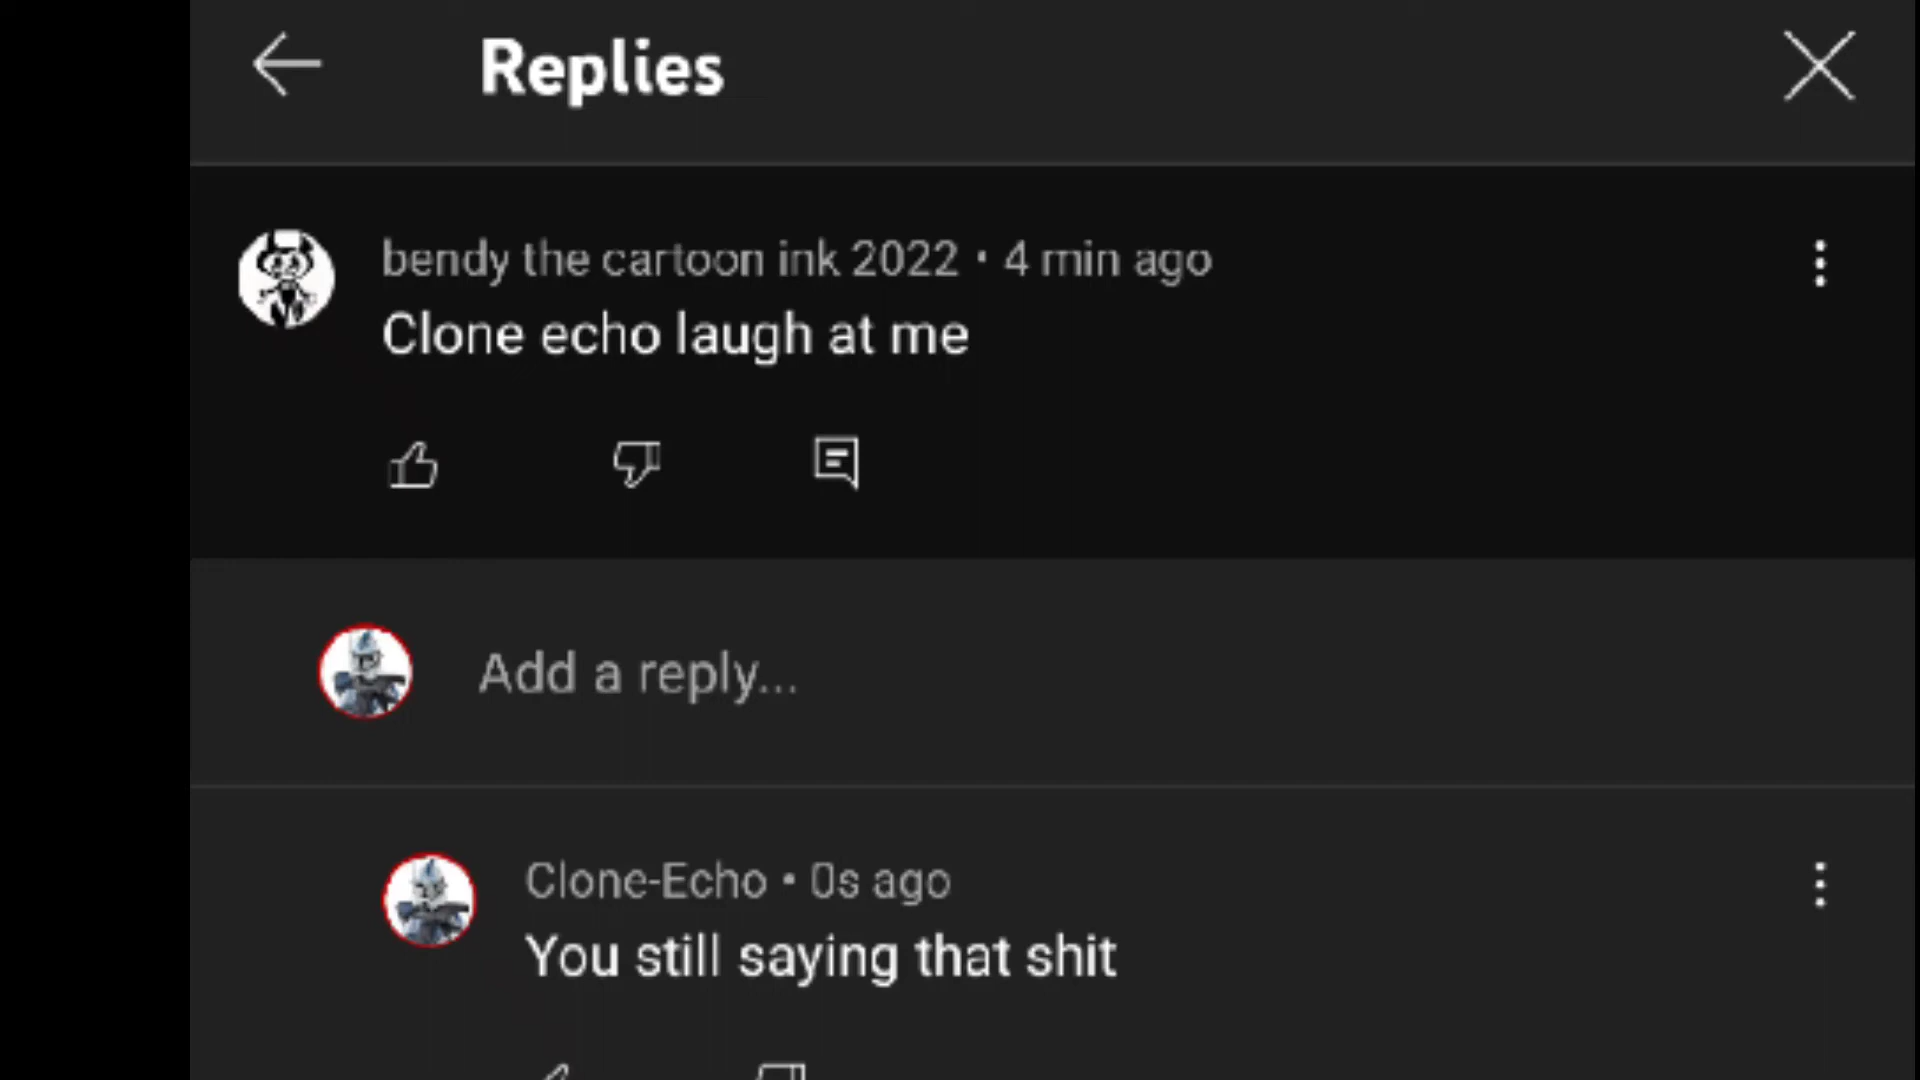 Replies
bendy the cartoon ink 2022 • 4 min ago
Clone echo laugh at me
Add a reply...
Clone-Echo • 0s ago
You still saying that shit